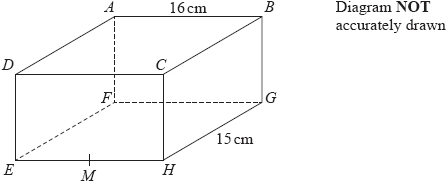 A 16 cm B Diagram NOT
accurately drawn
D C
F G
15 cm
E M H